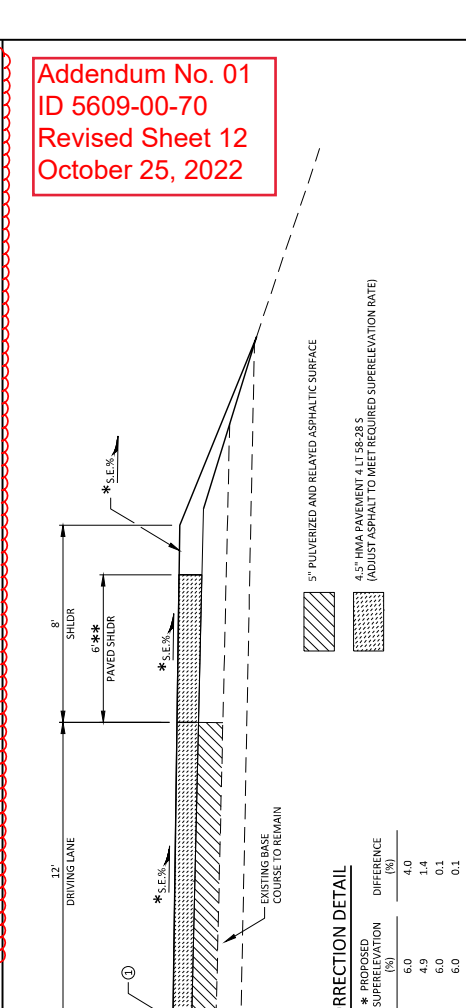 Addendum No. 01
ID 5609-00-70
Revised Sheet 12
October 25, 2022
* S.E.%
8'
SHLDR
6'**
PAVED SHLDR
* S.E.%
12'
DRIVING LANE
* S.E.%
①
EXISTING BASE
COURSE TO REMAIN
5" PULVERIZED AND RELAYED ASPHALTIC SURFACE
4.5" HMA PAVEMENT 4 LT 58-28 S
(ADJUST ASPHALT TO MEET REQUIRED SUPERELEVATION RATE)
RRECTION DETAIL
* PROPOSED
SUPERELEVATION DIFFERENCE
(%) (%)
6.0 4.0
4.9 1.4
6.0 0.1
6.0 0.1